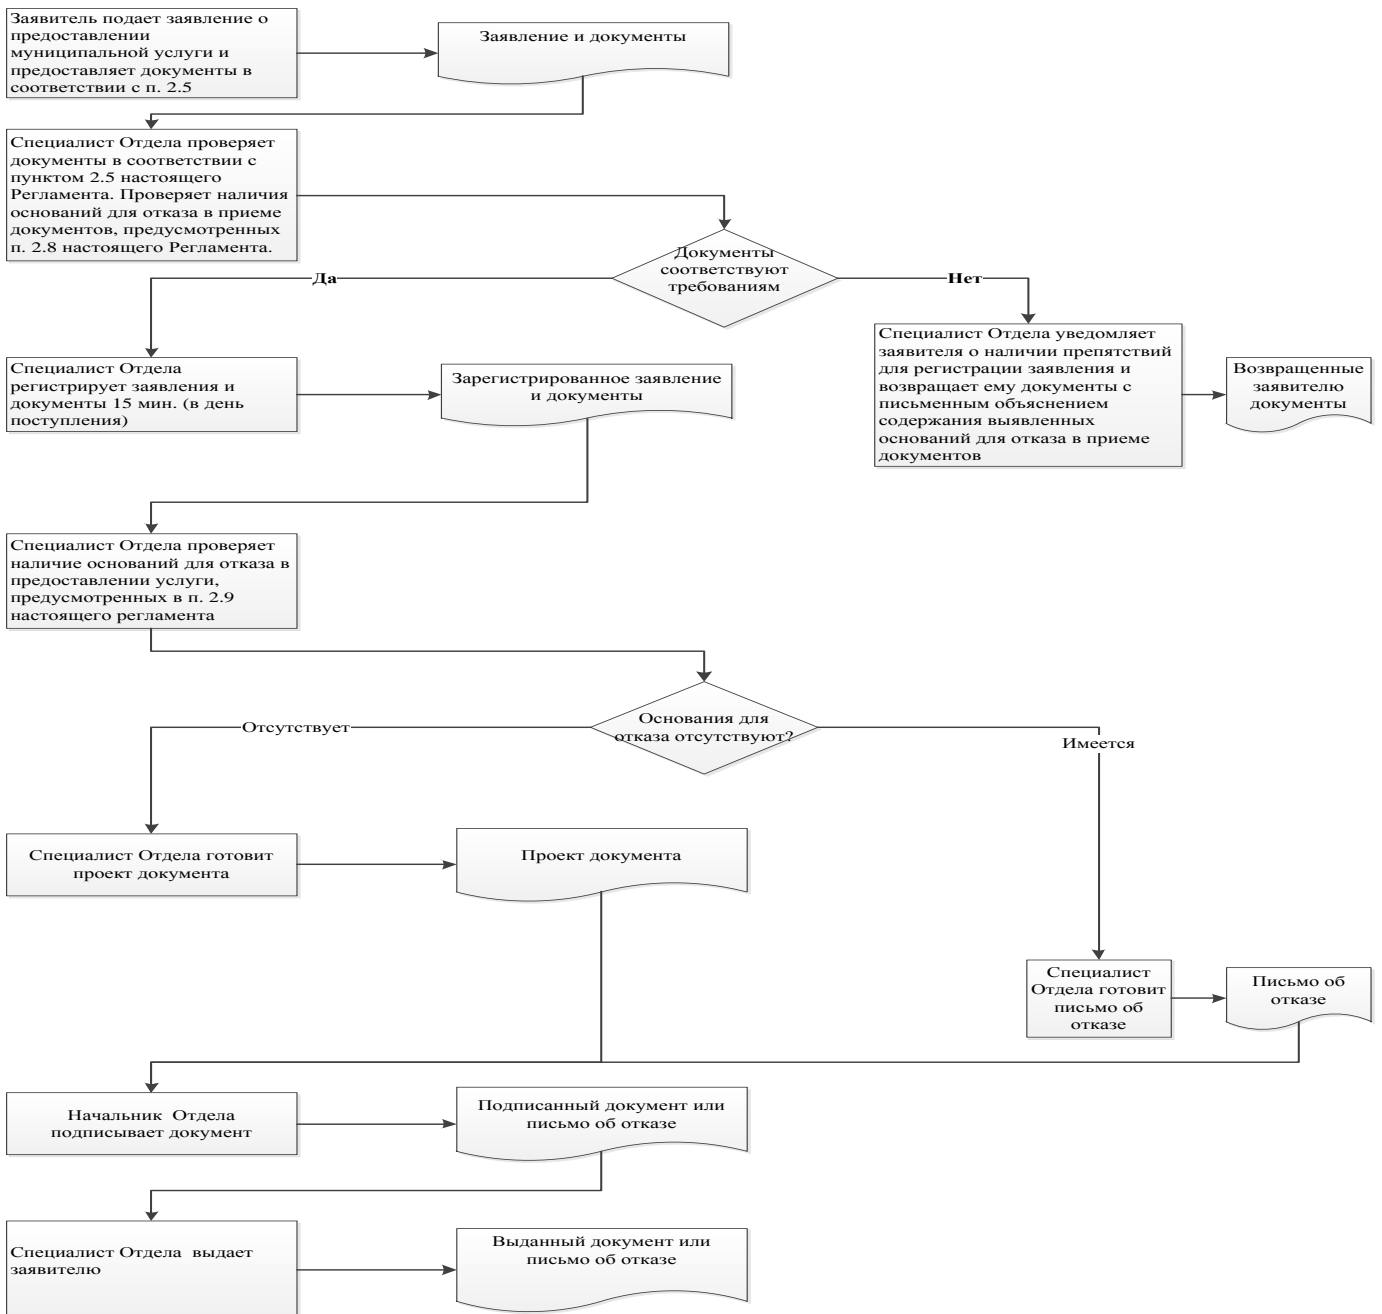 Заявитель подает заявление о
предоставлении
муниципальной услуги и
предоставляет документы в
соответствии с п. 2.5
Заявление и документы
Специалист Отдела проверяет
документы в соответствии с
пунктом 2.5 настоящего
Регламента. Проверяет наличия
оснований для отказа в приеме
документов, предусмотренных
п. 2.8 настоящего Регламента.
Документы
соответствуют
требованиям
Да
Нет
Специалист Отдела
регистрирует заявления и
документы 15 мин. (в день
поступления)
Зарегистрированное заявление
и документы
Специалист Отдела уведомляет
заявителя о наличии препятствий
для регистрации заявления и
возвращает ему документы с
письменным объяснением
содержания выявленных
оснований для отказа в приеме
документов
Возвращенные
заявителю
документы
Специалист Отдела проверяет
наличие оснований для отказа в
предоставлении услуги,
предусмотренных в п. 2.9
настоящего регламента
Основания для
отказа отсутствуют?
Отсутствует
Имеется
Специалист Отдела готовит
проект документа
Проект документа
Специалист
Отдела готовит
письмо об
отказе
Письмо об
отказе
Начальник Отдела
подписывает документ
Подписанный документ или
письмо об отказе
Специалист Отдела выдает
заявителю
Выданный документ или
письмо об отказе